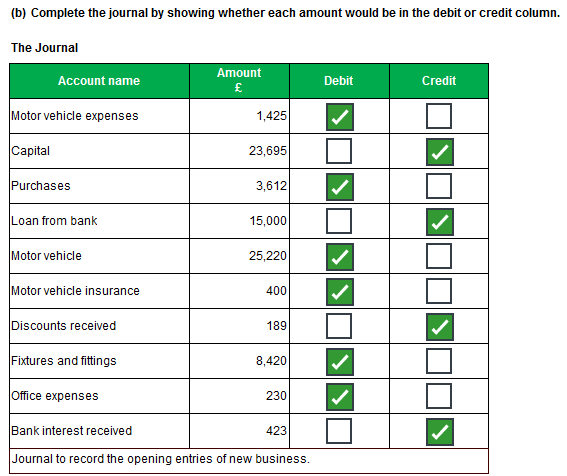 (b) Complete the journal by showing whether each amount would be in the debit or credit column.
The Journal
Account name Amount £ Debit Credit
Motor vehicle expenses 1,425
Capital 23,695
Purchases 3,612
Loan from bank 15,000
Motor vehicle 25,220
Motor vehicle insurance 400
Discounts received 189
Fixtures and fittings 8,420
Office expenses 230
Bank interest received 423
Journal to record the opening entries of new business.